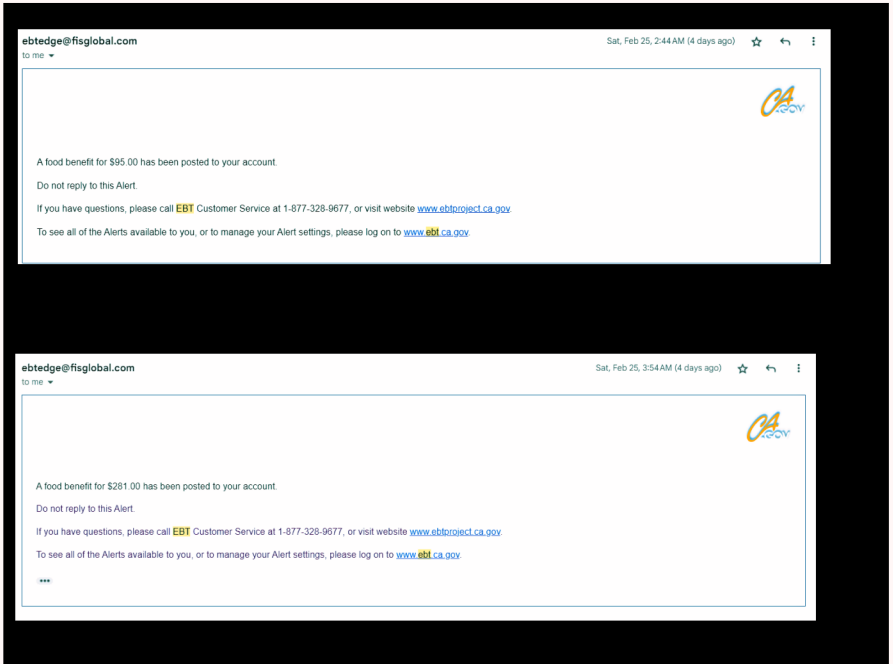 ebtedge@fisglobal.com
Sat, Feb 25, 2:44 AM (4 days ago)
to me
CA
.GOV
A food benefit for $95.00 has been posted to your account.
Do not reply to this Alert.
If you have questions, please call EBT Customer Service at 1-877-328-9677, or visit website www.ebtproject.ca.gov.
To see all of the Alerts available to you, or to manage your Alert settings, please log on to www.ebt.ca.gov.
ebtedge@fisglobal.com
Sat, Feb 25, 3:54 AM (4 days ago)
to me
CA
.GOV
A food benefit for $281.00 has been posted to your account.
Do not reply to this Alert.
If you have questions, please call EBT Customer Service at 1-877-328-9677, or visit website www.ebtproject.ca.gov.
To see all of the Alerts available to you, or to manage your Alert settings, please log on to www.ebt.ca.gov.